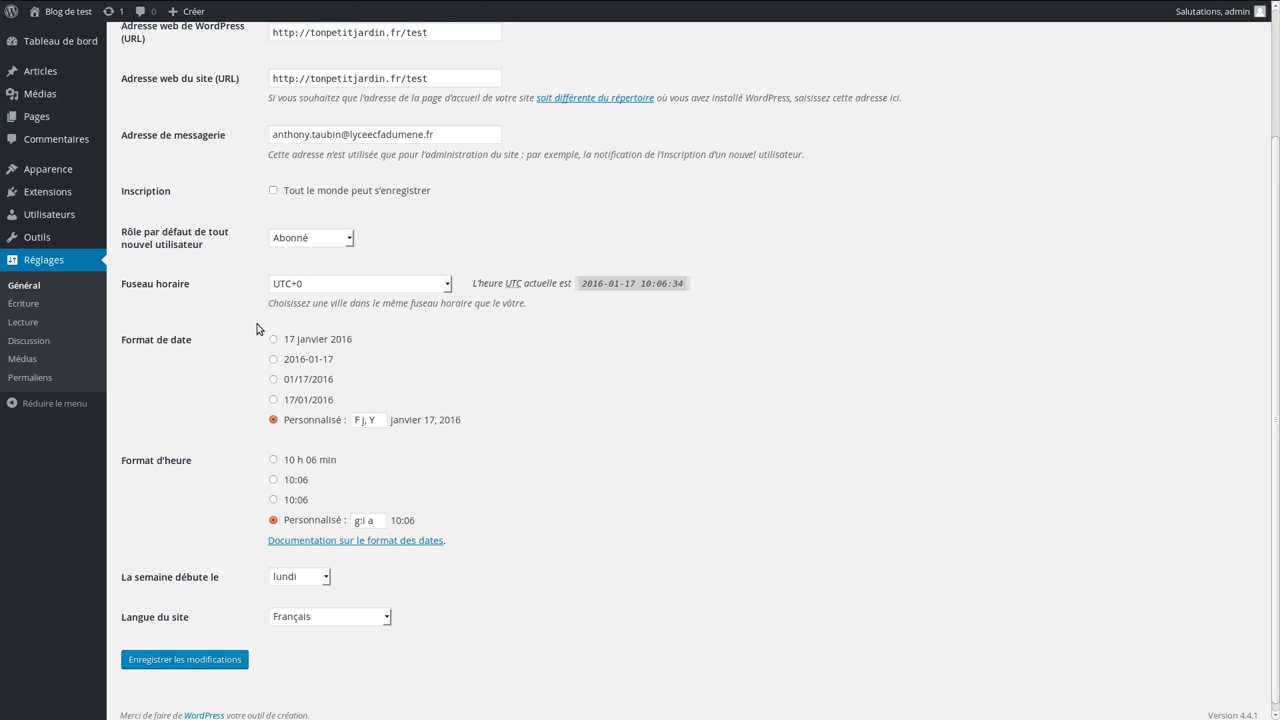 Blog de test 1 0 Créer Salutations, admin
Tableau de bord
Articles
Médias
Pages
Commentaires
Apparence
Extensions
Utilisateurs
Outils
Réglages
Général
Écriture
Lecture
Discussion
Médias
Permaliens
Réduire le menu
Adresse web de WordPress
(URL)
http://tonpetitjardin.fr/test
Adresse web du site (URL)
http://tonpetitjardin.fr/test
Si vous souhaitez que l'adresse de la page d'accueil de votre site soit différente du répertoire où vous avez installé WordPress, saisissez cette adresse ici.
Adresse de messagerie
anthony.taubin@lyceecfadumene.fr
Cette adresse n'est utilisée que pour l'administration du site : par exemple, la notification de l'inscription d'un nouvel utilisateur.
Inscription
Tout le monde peut s'enregistrer
Rôle par défaut de tout
nouvel utilisateur
Abonné
Fuseau horaire
UTC+0
L'heure UTC actuelle est 2016-01-17 10:06:34
Choisissez une ville dans le même fuseau horaire que le vôtre.
Format de date
17 janvier 2016
2016-01-17
01/17/2016
17/01/2016
Personnalisé : F j, Y janvier 17, 2016
Format d'heure
10 h 06 min
10:06
10:06
Personnalisé : g:i a 10:06
Documentation sur le format des dates.
La semaine débute le
lundi
Langue du site
Français
Enregistrer les modifications
Merci de faire de WordPress votre outil de création.
Version 4.4.1